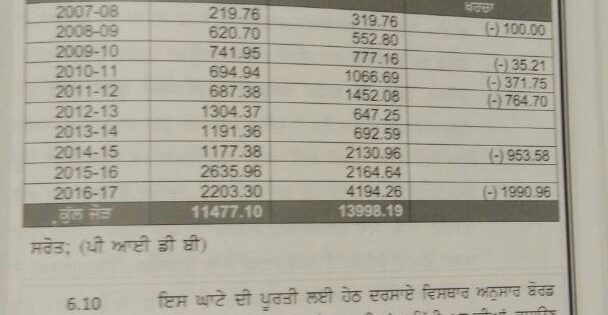 ਖਰਚਾ
2007-08 219.76 319.76 (-) 100.00
2008-09 620.70 552.80
2009-10 741.95 777.16 (-) 35.21
2010-11 694.94 1066.69 (-) 371.75
2011-12 687.38 1452.08 (-) 764.70
2012-13 1304.37 647.25
2013-14 1191.36 692.59
2014-15 1177.38 2130.96 (-) 953.58
2015-16 2635.96 2164.64
2016-17 2203.30 4194.26 (-) 1990.96
ਕੁੱਲ ਜੋੜ 11477.10 13998.19
ਸਰੋਤ; (ਪੀ ਆਈ ਡੀ ਬੀ)
6.10 ਇਸ ਘਾਟੇ ਦੀ ਪੂਰਤੀ ਲਈ ਹੇਠ ਦਰਸਾਏ ਵਿਸਥਾਰ ਅਨੁਸਾਰ ਬੋਰਡ